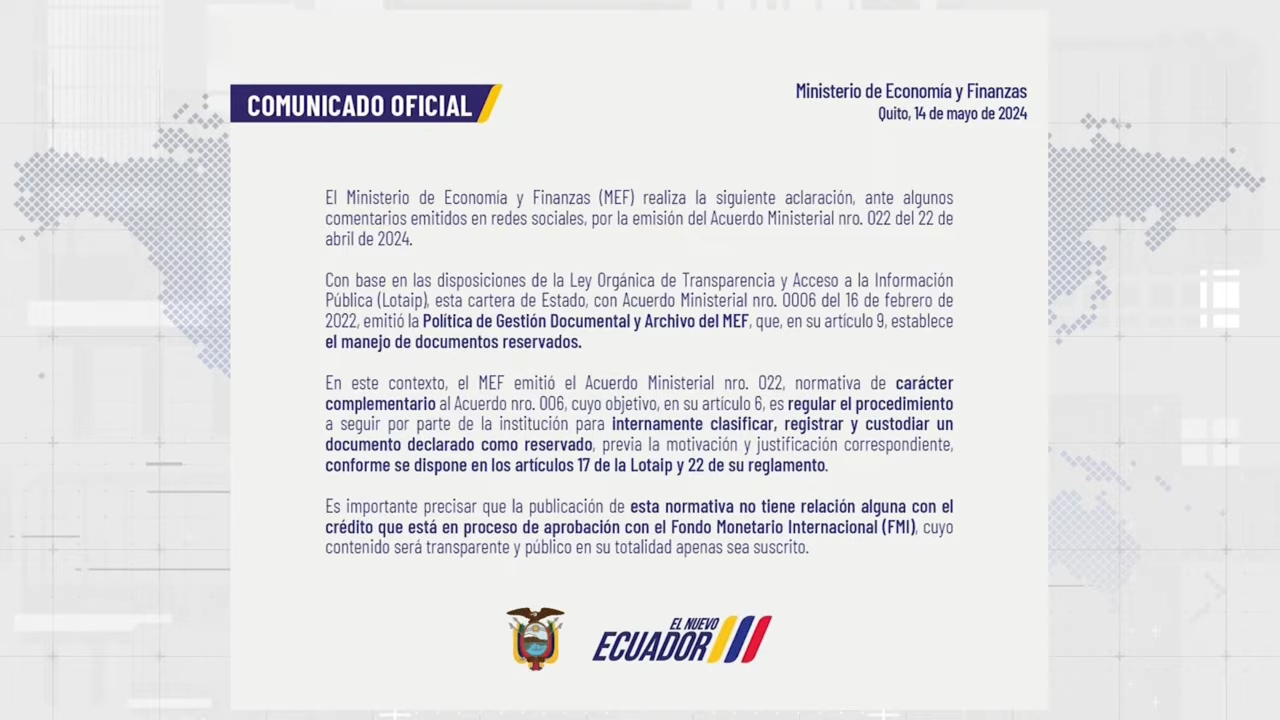 COMUNICADO OFICIAL
Ministerio de Economía y Finanzas
Quito, 14 de mayo de 2024
El Ministerio de Economía y Finanzas (MEF) realiza la siguiente aclaración, ante algunos
comentarios emitidos en redes sociales, por la emisión del Acuerdo Ministerial nro. 022 del 22 de
abril de 2024.
Con base en las disposiciones de la Ley Orgánica de Transparencia y Acceso a la Información
Pública (Lotaip), esta cartera de Estado, con Acuerdo Ministerial nro. 0006 del 16 de febrero de
2022, emitió la Política de Gestión Documental y Archivo del MEF, que, en su artículo 9, establece
el manejo de documentos reservados.
En este contexto, el MEF emitió el Acuerdo Ministerial nro. 022, normativa de carácter
complementario al Acuerdo nro. 006, cuyo objetivo, en su artículo 6, es regular el procedimiento
a seguir por parte de la institución para internamente clasificar, registrar y custodiar un
documento declarado como reservado, previa la motivación y justificación correspondiente,
conforme se dispone en los artículos 17 de la Lotaip y 22 de su reglamento.
Es importante precisar que la publicación de esta normativa no tiene relación alguna con el
crédito que está en proceso de aprobación con el Fondo Monetario Internacional (FMI), cuyo
contenido será transparente y público en su totalidad apenas sea suscrito.
EL NUEVO
ECUADOR